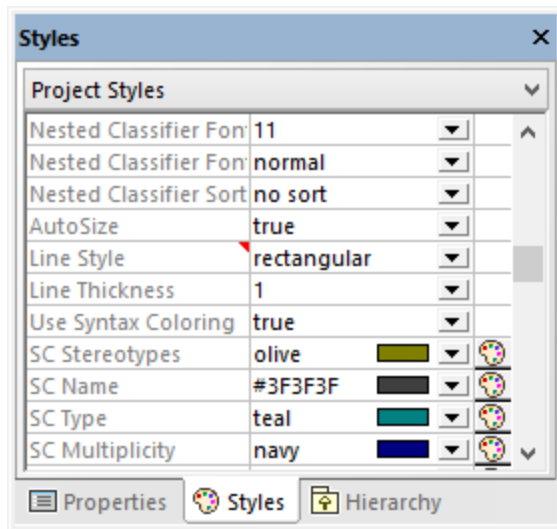 Styles
Project Styles
Nested Classifier Fon 11
Nested Classifier Fon normal
Nested Classifier Sort no sort
AutoSize true
Line Style rectangular
Line Thickness 1
Use Syntax Coloring true
SC Stereotypes olive
SC Name #3F3F3F
SC Type teal
SC Multiplicity navy
Properties Styles Hierarchy